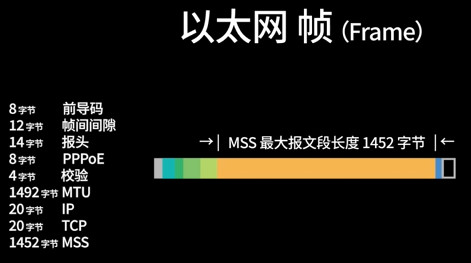 以太网 帧（Frame）
8字节 前导码
12字节 帧间间隙
14字节 报头
8字节 PPPoE
4字节 校验
1492字节 MTU
20字节 IP
20字节 TCP
1452字节 MSS
→| MSS 最大报文段长度 1452 字节 |←